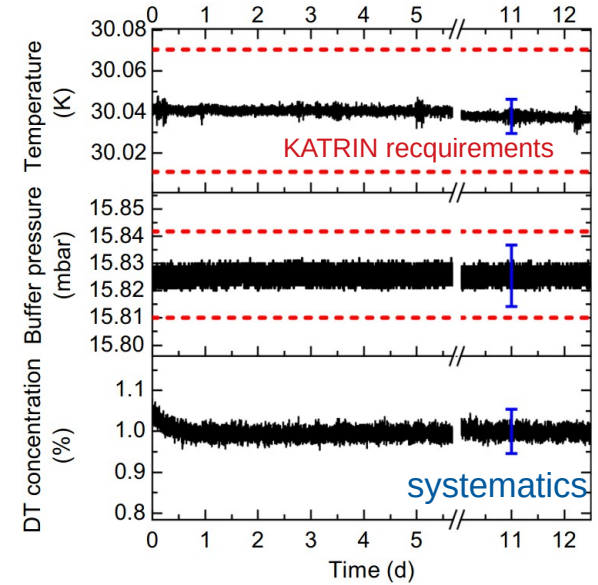 0 1 2 3 4 5 11 12
Temperature
(K)
30.08
30.06
30.04
30.02
KATRIN recquirements
Buffer pressure
(mbar)
15.85
15.84
15.83
15.82
15.81
15.80
DT concentration
(%)
1.1
1.0
0.9
0.8
systematics
0 1 2 3 4 5 11 12
Time (d)